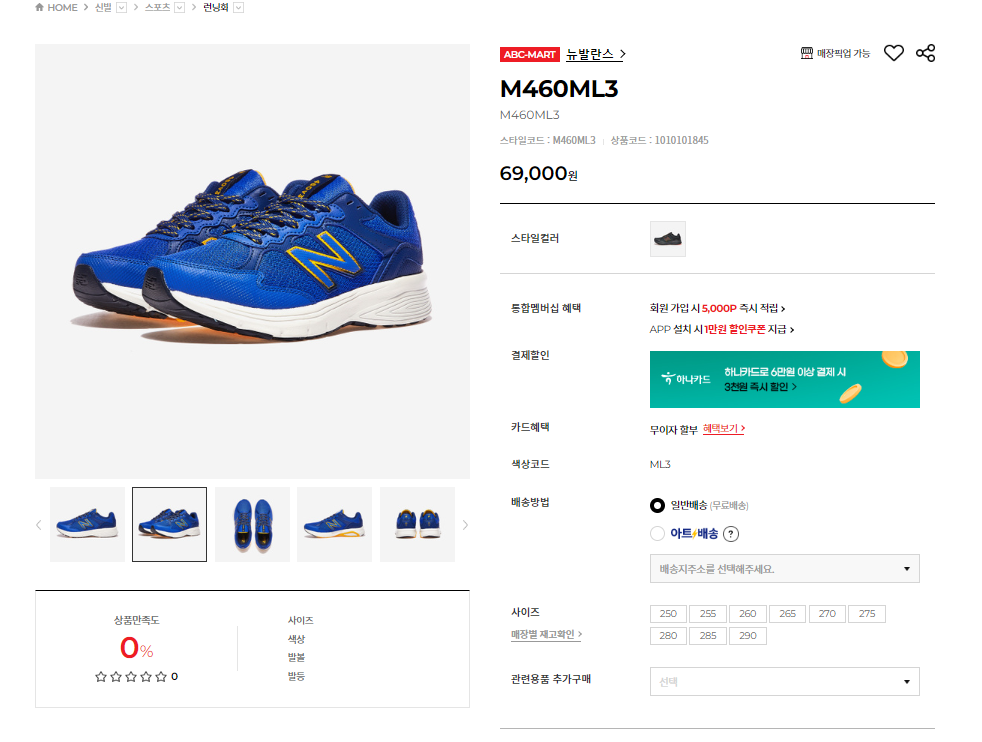 HOME > 신발 > 스포츠 > 런닝화
ABC-MART 뉴발란스 >
매장픽업 가능
M460ML3
M460ML3
스타일코드 : M460ML3 | 상품코드 : 1010101845
69,000원
스타일컬러
통합멤버십 혜택
회원 가입 시 5,000P 즉시 적립 >
APP 설치 시 1만원 할인쿠폰 지급 >
결제할인
하나카드
하나카드로 6만원 이상 결제 시
3천원 즉시 할인 >
카드혜택
무이자 할부 혜택보기 >
색상코드
ML3
배송방법
일반배송 (무료배송)
아트배송 ?
배송지주소를 선택해주세요.
사이즈
매장별 재고확인 >
250 255 260 265 270 275
280 285 290
관련용품 추가구매
선택
상품만족도
0%
0
사이즈
색상
발볼
발등